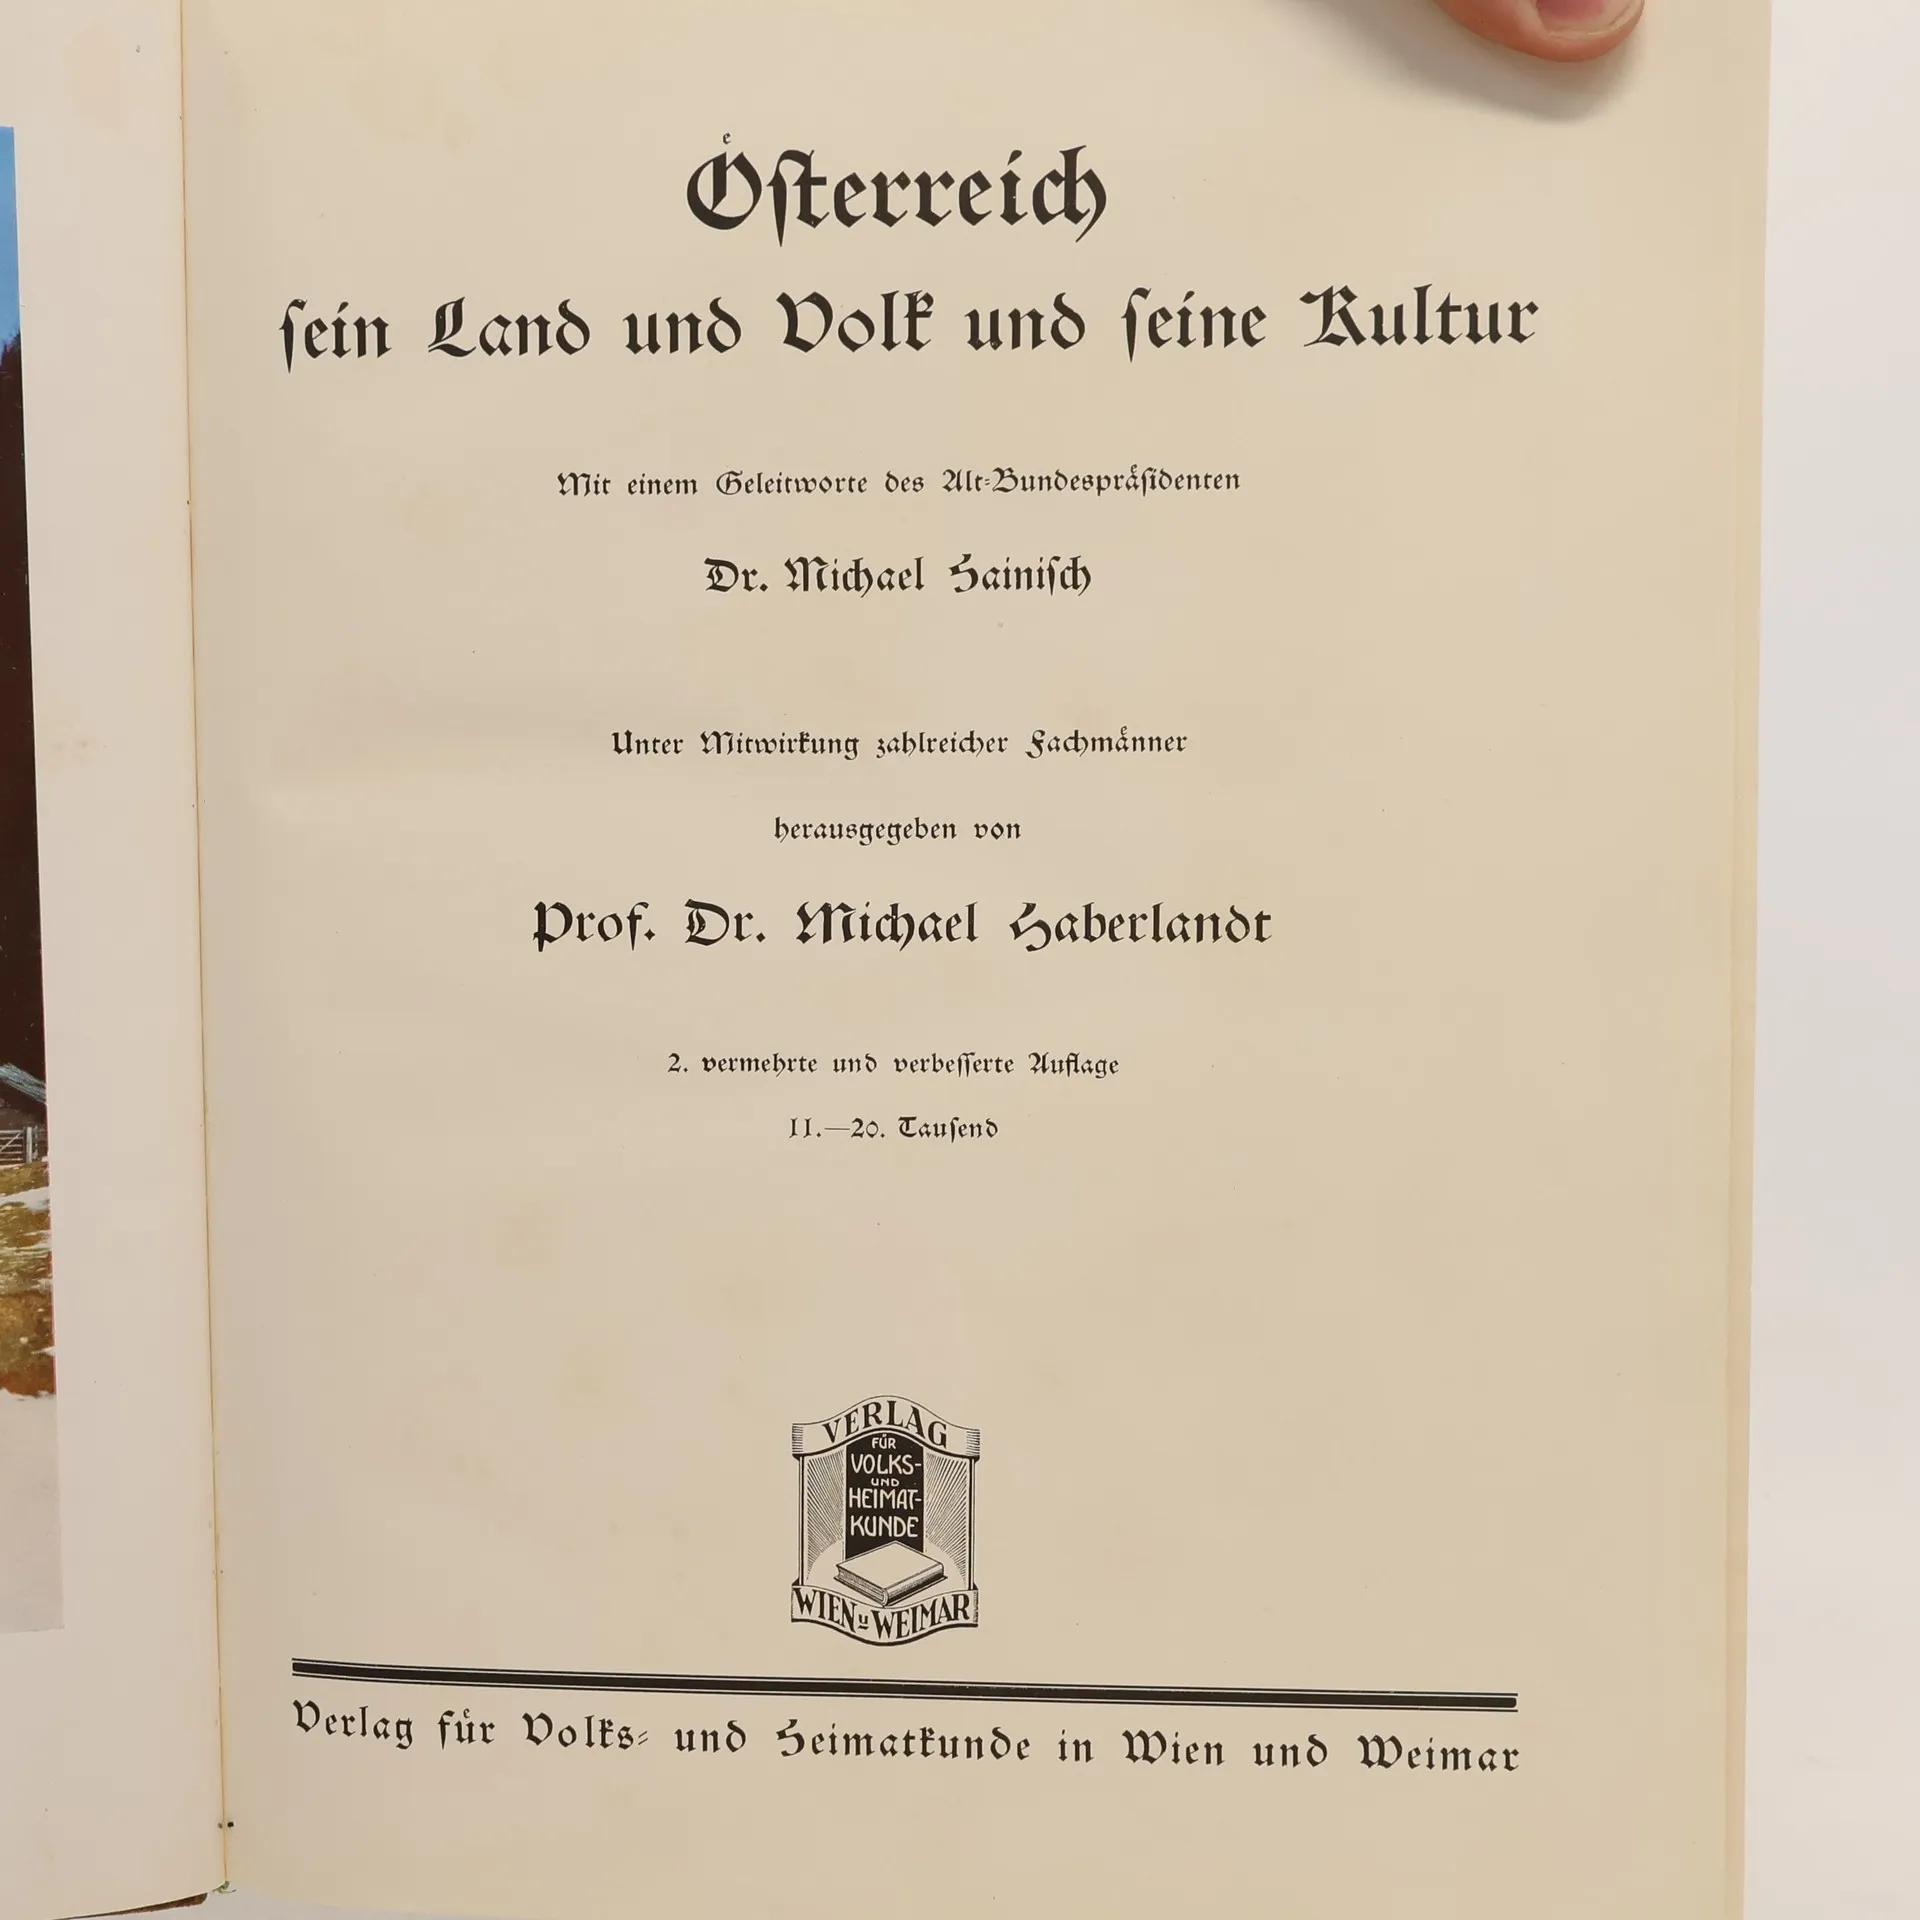 Österreich
sein Land und Volk und seine Kultur
Mit einem Geleitworte des Alt-Bundespräsidenten
Dr. Michael Hainisch
Unter Mitwirkung zahlreicher Fachmänner
herausgegeben von
Prof. Dr. Michael Haberlandt
2. vermehrte und verbesserte Auflage
11.—20. Tausend
VERLAG
FÜR
VOLKS-
UND
HEIMAT-
KUNDE
WIEN u WEIMAR
Verlag für Volks- und Heimatkunde in Wien und Weimar